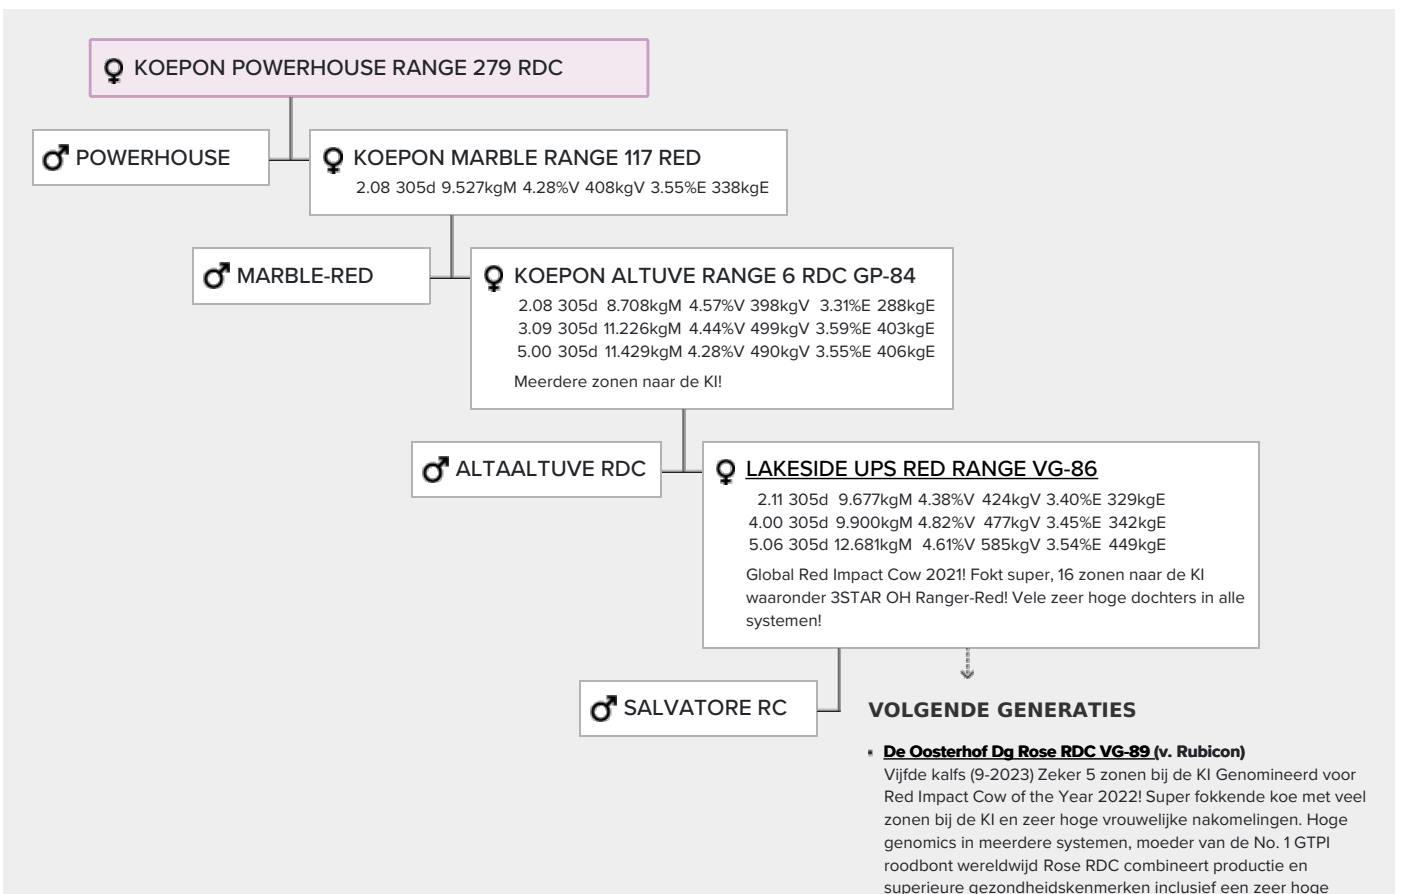 KOEPON POWERHOUSE RANGE 279 RDC
POWERHOUSE
KOEPON MARBLE RANGE 117 RED
2.08 305d 9.527kgM 4.28%V 408kgV 3.55%E 338kgE
MARBLE-RED
KOEPON ALTUVE RANGE 6 RDC GP-84
2.08 305d 8.708kgM 4.57%V 398kgV 3.31%E 288kgE
3.09 305d 11.226kgM 4.44%V 499kgV 3.59%E 403kgE
5.00 305d 11.429kgM 4.28%V 490kgV 3.55%E 406kgE
Meerdere zonen naar de KI!
ALTAALTUVE RDC
LAKESIDE UPS RED RANGE VG-86
2.11 305d 9.677kgM 4.38%V 424kgV 3.40%E 329kgE
4.00 305d 9.900kgM 4.82%V 477kgV 3.45%E 342kgE
5.06 305d 12.681kgM 4.61%V 585kgV 3.54%E 449kgE
Global Red Impact Cow 2021! Fokt super, 16 zonen naar de KI
waaronder 3STAR OH Ranger-Red! Vele zeer hoge dochters in alle
systemen!
SALVATORE RC
VOLGENDE GENERATIES
De Oosterhof Dg Rose RDC VG-89 (v. Rubicon)
Vijfde kalfs (9-2023) Zeker 5 zonen bij de KI Genomineerd voor
Red Impact Cow of the Year 2022! Super fokkende koe met veel
zonen bij de KI en zeer hoge vrouwelijke nakomelingen. Hoge
genomics in meerdere systemen, moeder van de No. 1 GTPI
roodbont wereldwijd Rose RDC combineert productie en
superieure gezondheidskenmerken inclusief een zeer hoge